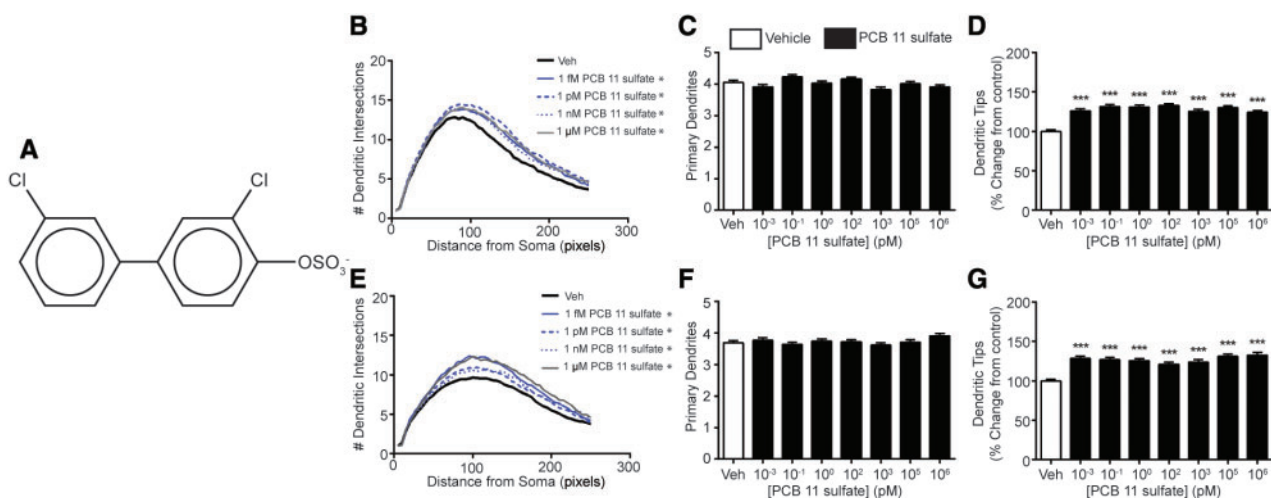 A
Cl
Cl
OSO₃⁻
B
# Dendritic Intersections
20
15
10
5
0
Veh
1 fM PCB 11 sulfate *
1 pM PCB 11 sulfate *
1 nM PCB 11 sulfate *
1 µM PCB 11 sulfate *
0 100 200 300
Distance from Soma (pixels)
C
Vehicle
PCB 11 sulfate
Primary Dendrites
5
4
3
2
1
0
Veh 10⁻³ 10⁻¹ 10⁰ 10² 10³ 10⁵ 10⁶
[PCB 11 sulfate] (pM)
D
Dendritic Tips
(% Change from control)
200
150
100
50
0
*** *** *** *** *** *** ***
Veh 10⁻³ 10⁻¹ 10⁰ 10² 10³ 10⁵ 10⁶
[PCB 11 sulfate] (pM)
E
# Dendritic Intersections
20
15
10
5
0
Veh
1 fM PCB 11 sulfate *
1 pM PCB 11 sulfate *
1 nM PCB 11 sulfate *
1 µM PCB 11 sulfate *
0 100 200 300
Distance from Soma (pixels)
F
Primary Dendrites
5
4
3
2
1
0
Veh 10⁻³ 10⁻¹ 10⁰ 10² 10³ 10⁵ 10⁶
[PCB 11 sulfate] (pM)
G
Dendritic Tips
(% Change from control)
200
150
100
50
0
*** *** *** *** *** *** ***
Veh 10⁻³ 10⁻¹ 10⁰ 10² 10³ 10⁵ 10⁶
[PCB 11 sulfate] (pM)